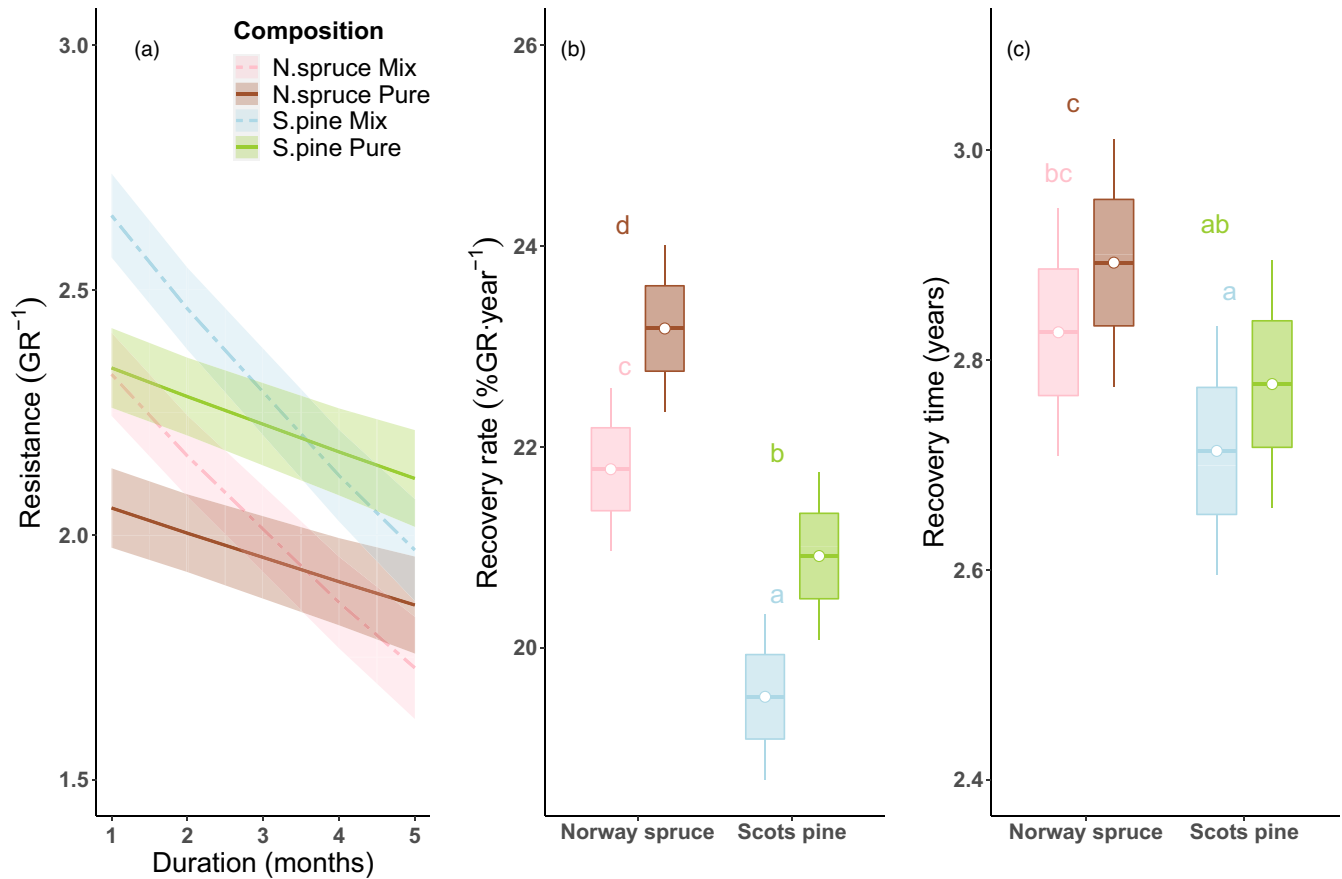 (a)
Composition
N.spruce Mix
N.spruce Pure
S.pine Mix
S.pine Pure
Resistance (GR⁻¹)
3.0
2.5
2.0
1.5
1 2 3 4 5
Duration (months)
(b)
Recovery rate (%GR·year⁻¹)
26
24
22
20
d
c
b
a
Norway spruce Scots pine
(c)
Recovery time (years)
3.0
2.8
2.6
2.4
c
bc
ab
a
Norway spruce Scots pine